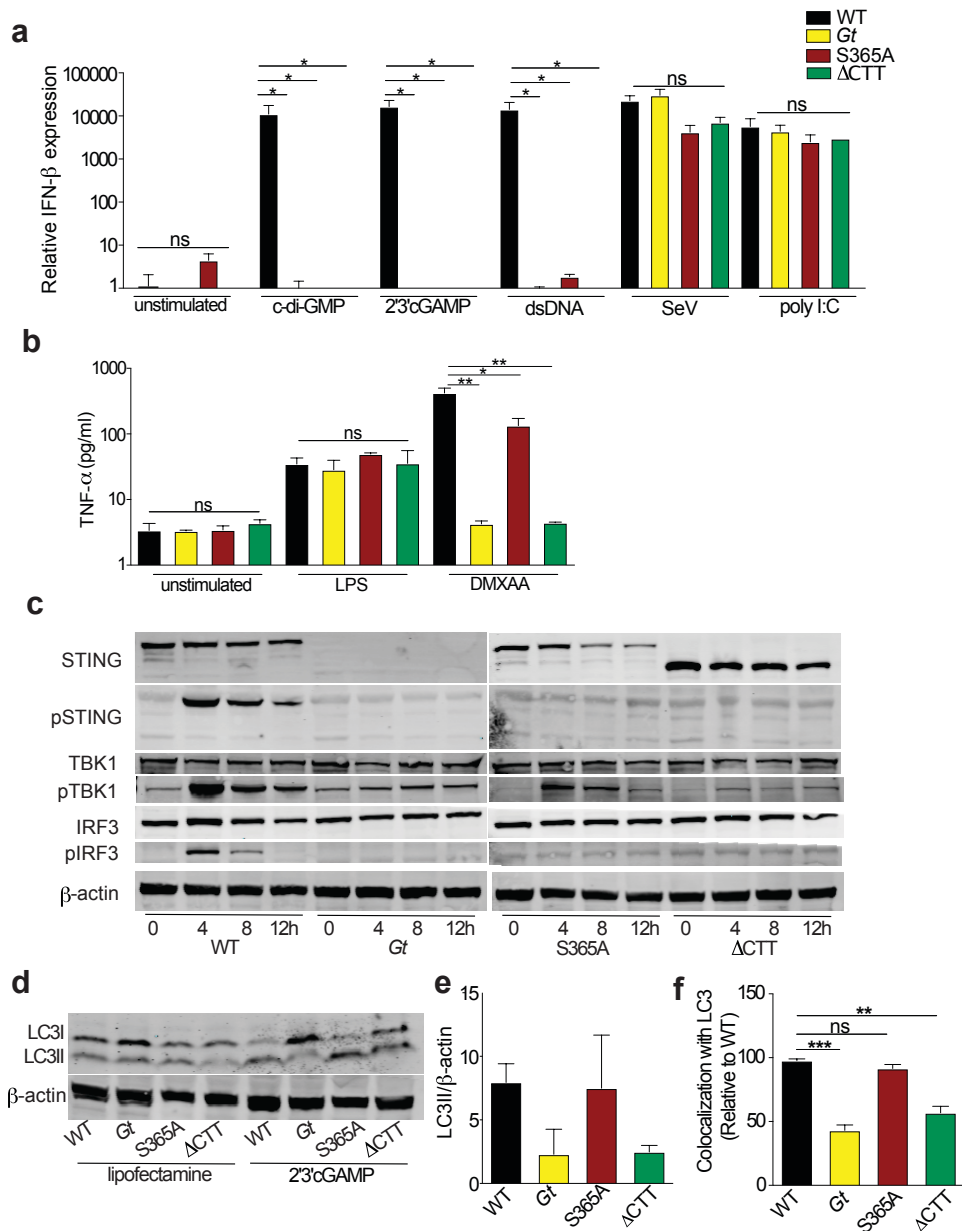 a
WT
Gt
S365A
ΔCTT
Relative IFN-β expression
100000
10000
1000
10
1
ns
*
*
*
*
*
*
*
*
*
ns
ns
unstimulated
c-di-GMP
2'3'cGAMP
dsDNA
SeV
poly I:C
b
TNF-α (pg/ml)
1000
100
10
1
ns
ns
**
*
**
unstimulated
LPS
DMXAA
c
STING
pSTING
TBK1
pTBK1
IRF3
pIRF3
β-actin
0 4 8 12h 0 4 8 12h 0 4 8 12h 0 4 8 12h
WT Gt S365A ΔCTT
d
LC3I
LC3II
β-actin
WT Gt S365A ΔCTT WT Gt S365A ΔCTT
lipofectamine 2'3'cGAMP
e
LC3II/β-actin
15
10
5
0
WT Gt S365A ΔCTT
f
Colocalization with LC3
(Relative to WT)
150
100
50
0
**
ns
***
WT Gt S365A ΔCTT